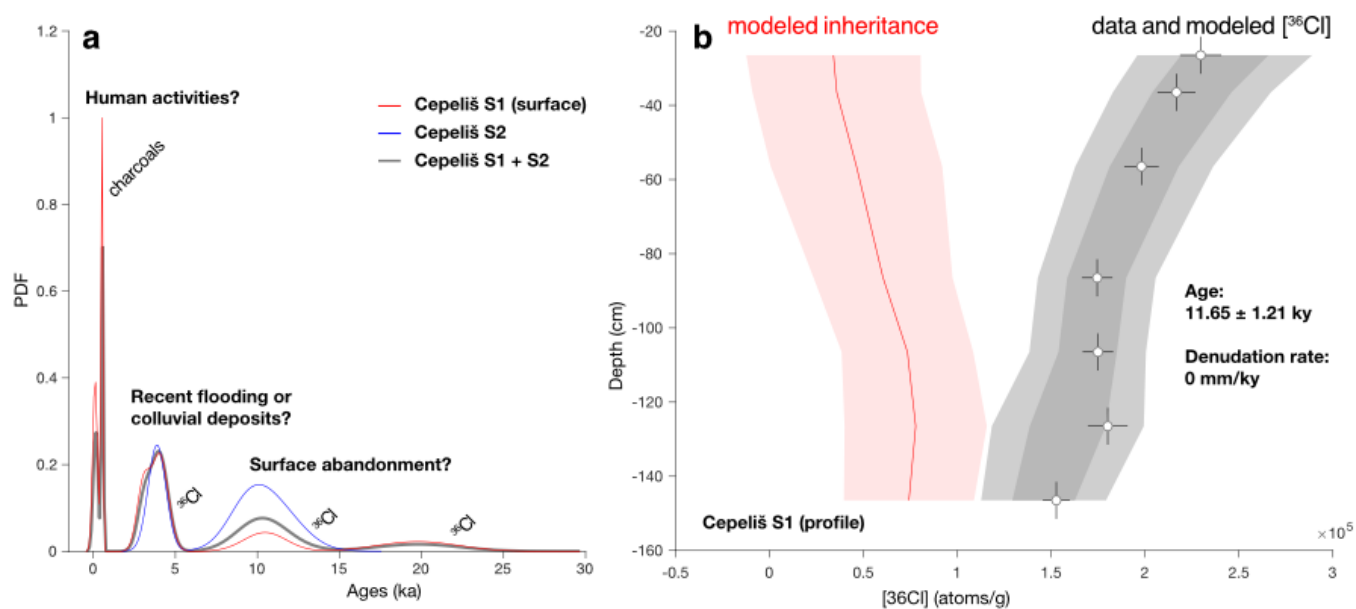 a
Human activities?
charcoals
Cepeliš S1 (surface)
Cepeliš S2
Cepeliš S1 + S2
Recent flooding or
colluvial deposits?
Surface abandonment?
³⁶Cl
³⁶Cl
³⁶Cl
PDF
1.2
1
0.8
0.6
0.4
0.2
0
0
5
10
15
20
25
30
Ages (ka)
b
modeled inheritance
data and modeled [³⁶Cl]
Depth (cm)
-20
-40
-60
-80
-100
-120
-140
-160
Age:
11.65 ± 1.21 ky
Denudation rate:
0 mm/ky
Cepeliš S1 (profile)
×10⁵
-0.5
0
0.5
1
1.5
2
2.5
3
[36Cl] (atoms/g)